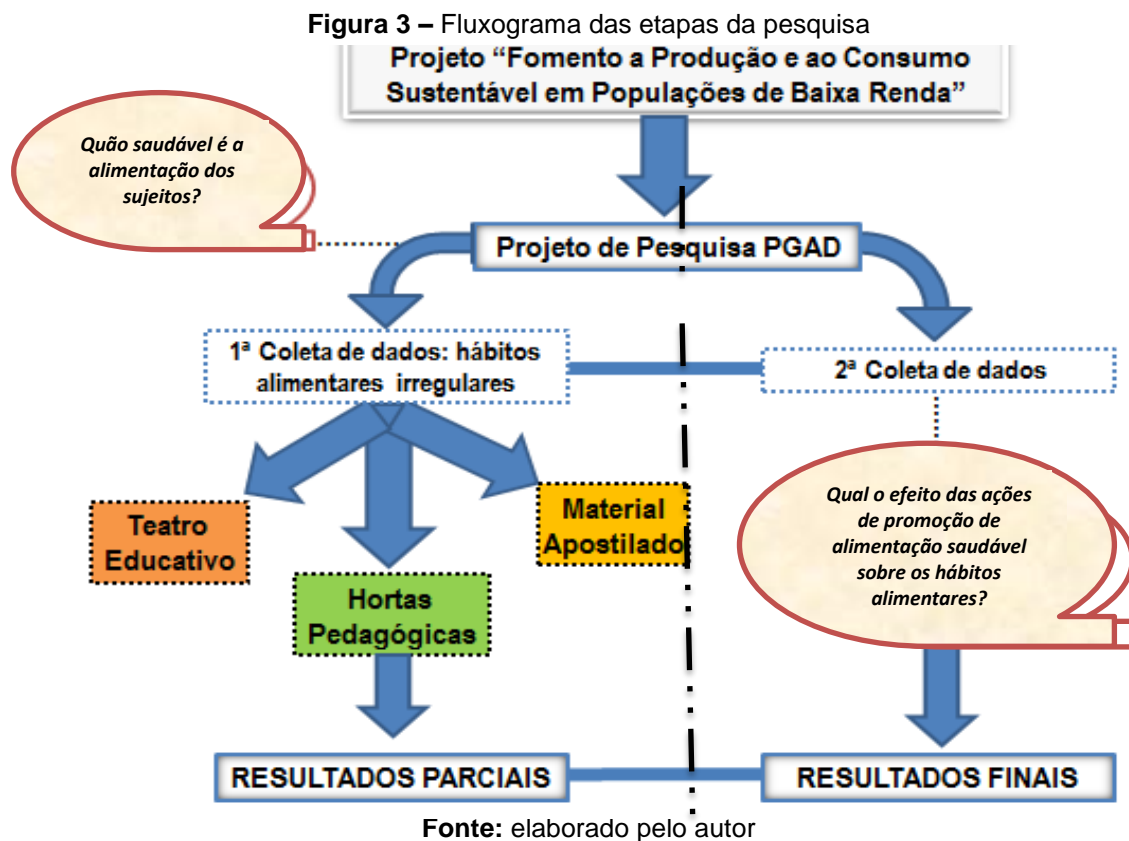 Figura 3 – Fluxograma das etapas da pesquisa
Projeto “Fomento a Produção e ao Consumo
Sustentável em Populações de Baixa Renda”
Quão saudável é a
alimentação dos
sujeitos?
Projeto de Pesquisa PGAD
1ª Coleta de dados: hábitos
alimentares irregulares
2ª Coleta de dados
Teatro
Educativo
Material
Apostilado
Hortas
Pedagógicas
Qual o efeito das ações
de promoção de
alimentação saudável
sobre os hábitos
alimentares?
RESULTADOS PARCIAIS
RESULTADOS FINAIS
Fonte: elaborado pelo autor